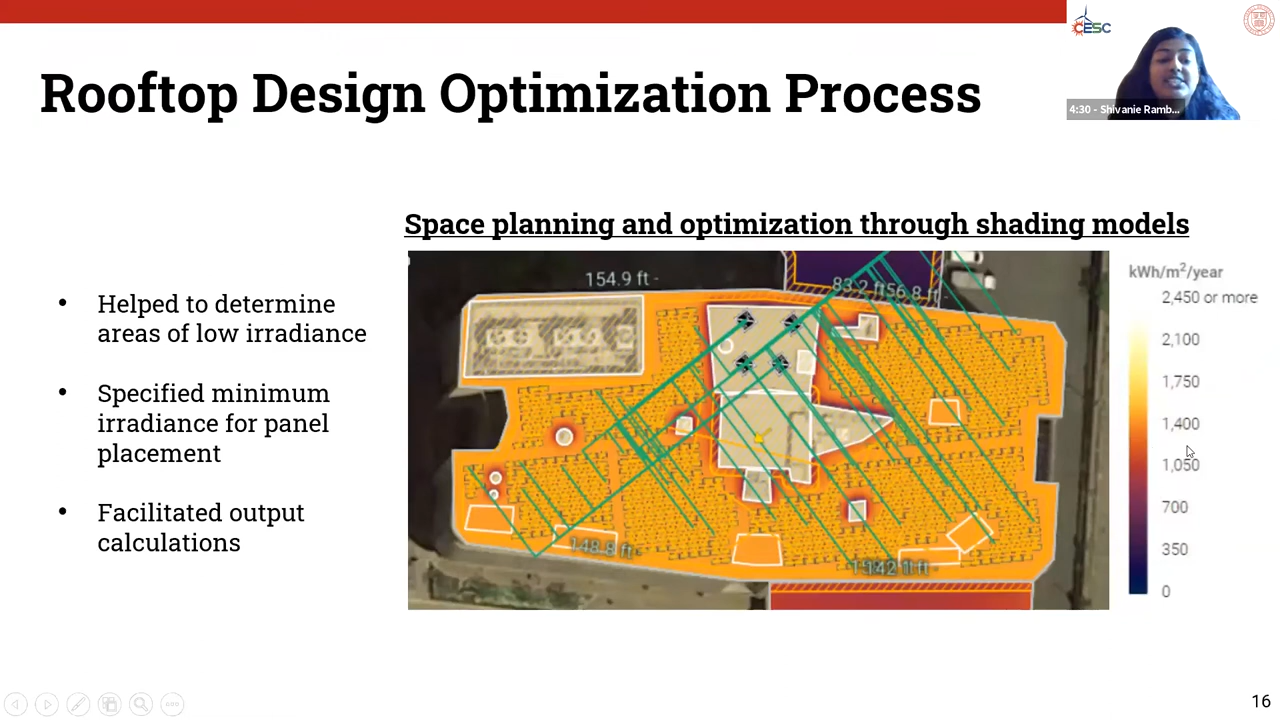 CESC
4:30 - Shivanie Ramb...
Rooftop Design Optimization Process
Space planning and optimization through shading models
• Helped to determine
areas of low irradiance
• Specified minimum
irradiance for panel
placement
• Facilitated output
calculations
154.9 ft
83.2 ft
56.8 ft
148.8 ft
142.1 ft
kWh/m²/year
2,450 or more
2,100
1,750
1,400
1,050
700
350
0
16